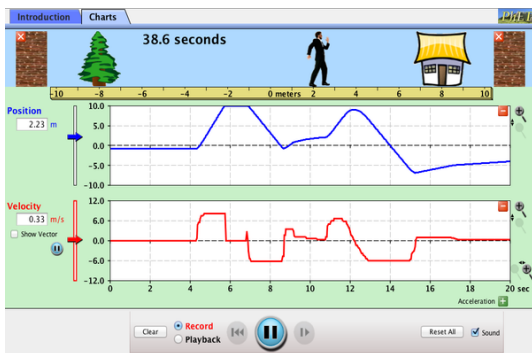 Introduction Charts PhET
38.6 seconds
-10 -8 -6 -4 -2 0 meters 2 4 6 8 10
Position
2.23 m
10.0
5.0
0.0
-5.0
-10.0
Velocity
0.33 m/s
Show Vector
12.0
6.0
0.0
-6.0
-12.0
0 2 4 6 8 10 12 14 16 18 20 sec
Acceleration
Clear
Record
Playback
Reset All
Sound